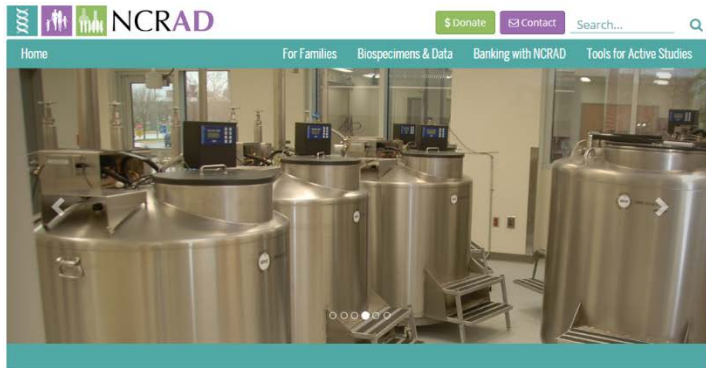 NCRAD
$ Donate
Contact
Search...
Home
For Families
Biospecimens & Data
Banking with NCRAD
Tools for Active Studies